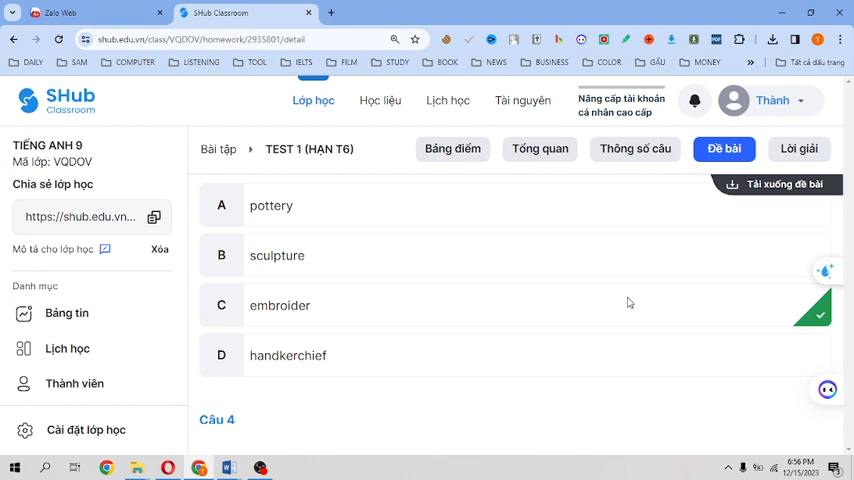 Zalo Web
SHub Classroom
shub.edu.vn/class/VQDOV/homework/2935801/detail
DAILY
SAM
COMPUTER
LISTENING
TOOL
IELTS
FILM
STUDY
BOOK
NEWS
BUSINESS
COLOR
GẤU
MONEY
Tất cả dấu trang
SHub
Classroom
Lớp học
Học liệu
Lịch học
Tài nguyên
Nâng cấp tài khoản
cá nhân cao cấp
Thành
TIẾNG ANH 9
Mã lớp: VQDOV
Chia sẻ lớp học
https://shub.edu.vn...
Mô tả cho lớp học
Xóa
Danh mục
Bảng tin
Lịch học
Thành viên
Cài đặt lớp học
Bài tập
TEST 1 (HẠN T6)
Bảng điểm
Tổng quan
Thông số câu
Đề bài
Lời giải
Tải xuống đề bài
A pottery
B sculpture
C embroider
D handkerchief
Câu 4
6:56 PM
12/15/2023